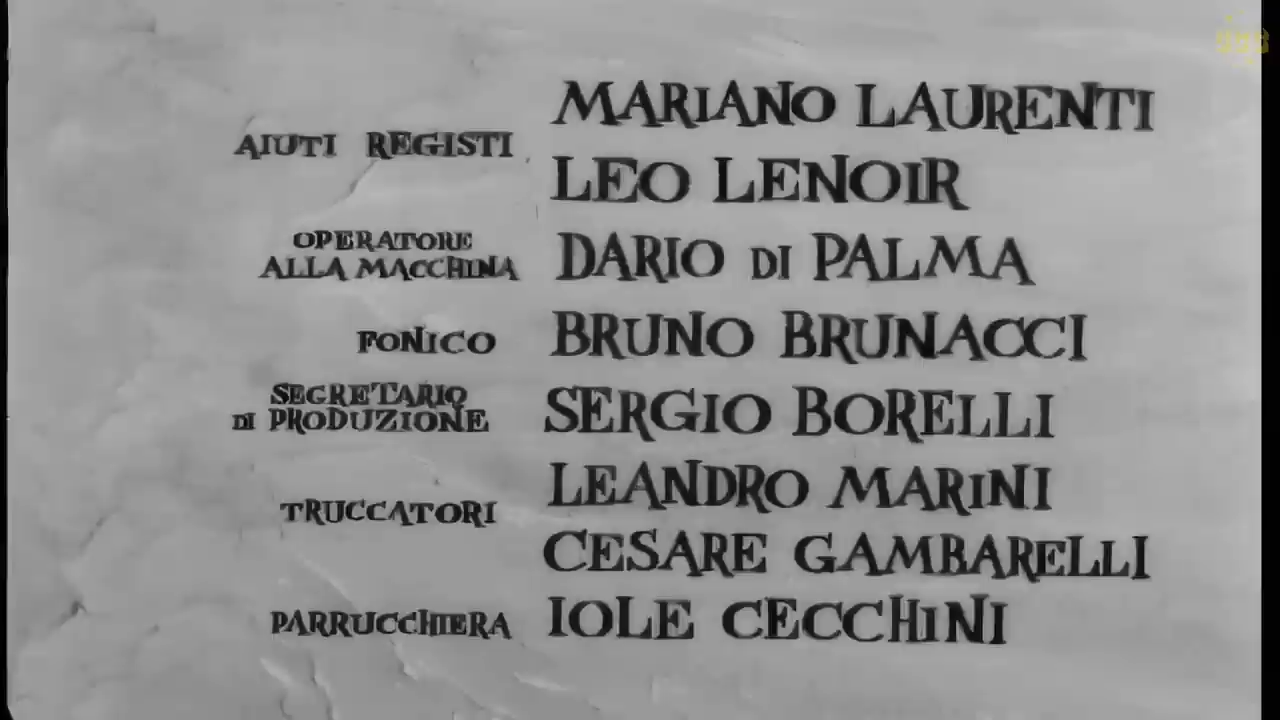 AIUTI REGISTI MARIANO LAURENTI
LEO LENOIR
OPERATORE
ALLA MACCHINA DARIO DI PALMA
FONICO BRUNO BRUNACCI
SEGRETARIO
DI PRODUZIONE SERGIO BORELLI
TRUCCATORI LEANDRO MARINI
CESARE GAMBARELLI
PARRUCCHIERA IOLE CECCHINI